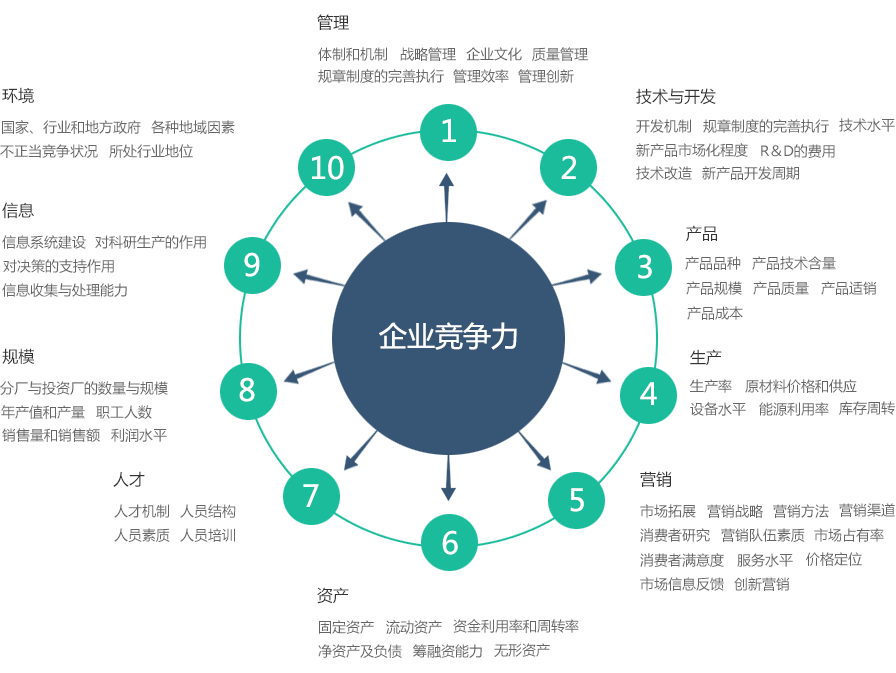 管理
体制和机制 战略管理 企业文化 质量管理
规章制度的完善执行 管理效率 管理创新
1
技术与开发
开发机制 规章制度的完善执行 技术水平
新产品市场化程度 R&D的费用
技术改造 新产品开发周期
2
产品
产品品种 产品技术含量
产品规模 产品质量 产品适销
产品成本
3
生产
生产率 原材料价格和供应
设备水平 能源利用率 库存周转
4
营销
市场拓展 营销战略 营销方法 营销渠道
消费者研究 营销队伍素质 市场占有率
消费者满意度 服务水平 价格定位
市场信息反馈 创新营销
5
资产
固定资产 流动资产 资金利用率和周转率
净资产及负债 筹融资能力 无形资产
6
人才
人才机制 人员结构
人员素质 人员培训
7
规模
分厂与投资厂的数量与规模
年产值和产量 职工人数
销售量和销售额 利润水平
8
信息
信息系统建设 对科研生产的作用
对决策的支持作用
信息收集与处理能力
9
环境
国家、行业和地方政府 各种地域因素
不正当竞争状况 所处行业地位
10
企业竞争力